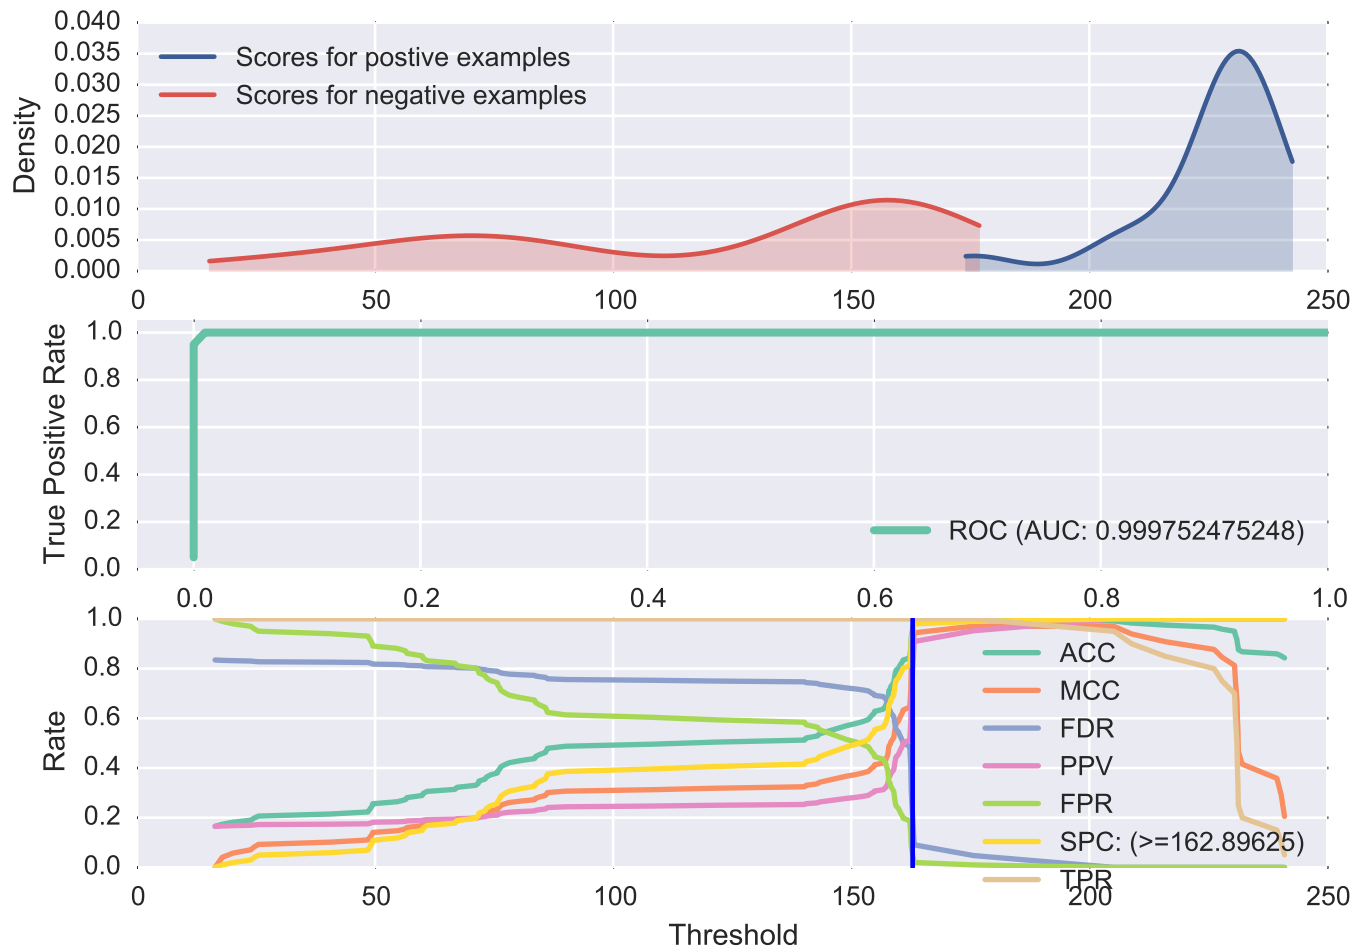 0.040
0.035
0.030
0.025
0.020
0.015
0.010
0.005
0.000
Density
Scores for postive examples
Scores for negative examples
0 50 100 150 200 250
1.0
0.8
0.6
0.4
0.2
0.0
True Positive Rate
ROC (AUC: 0.999752475248)
0.0 0.2 0.4 0.6 0.8 1.0
1.0
0.8
0.6
0.4
0.2
0.0
Rate
ACC
MCC
FDR
PPV
FPR
SPC: (>=162.89625)
TPR
0 50 100 150 200 250
Threshold